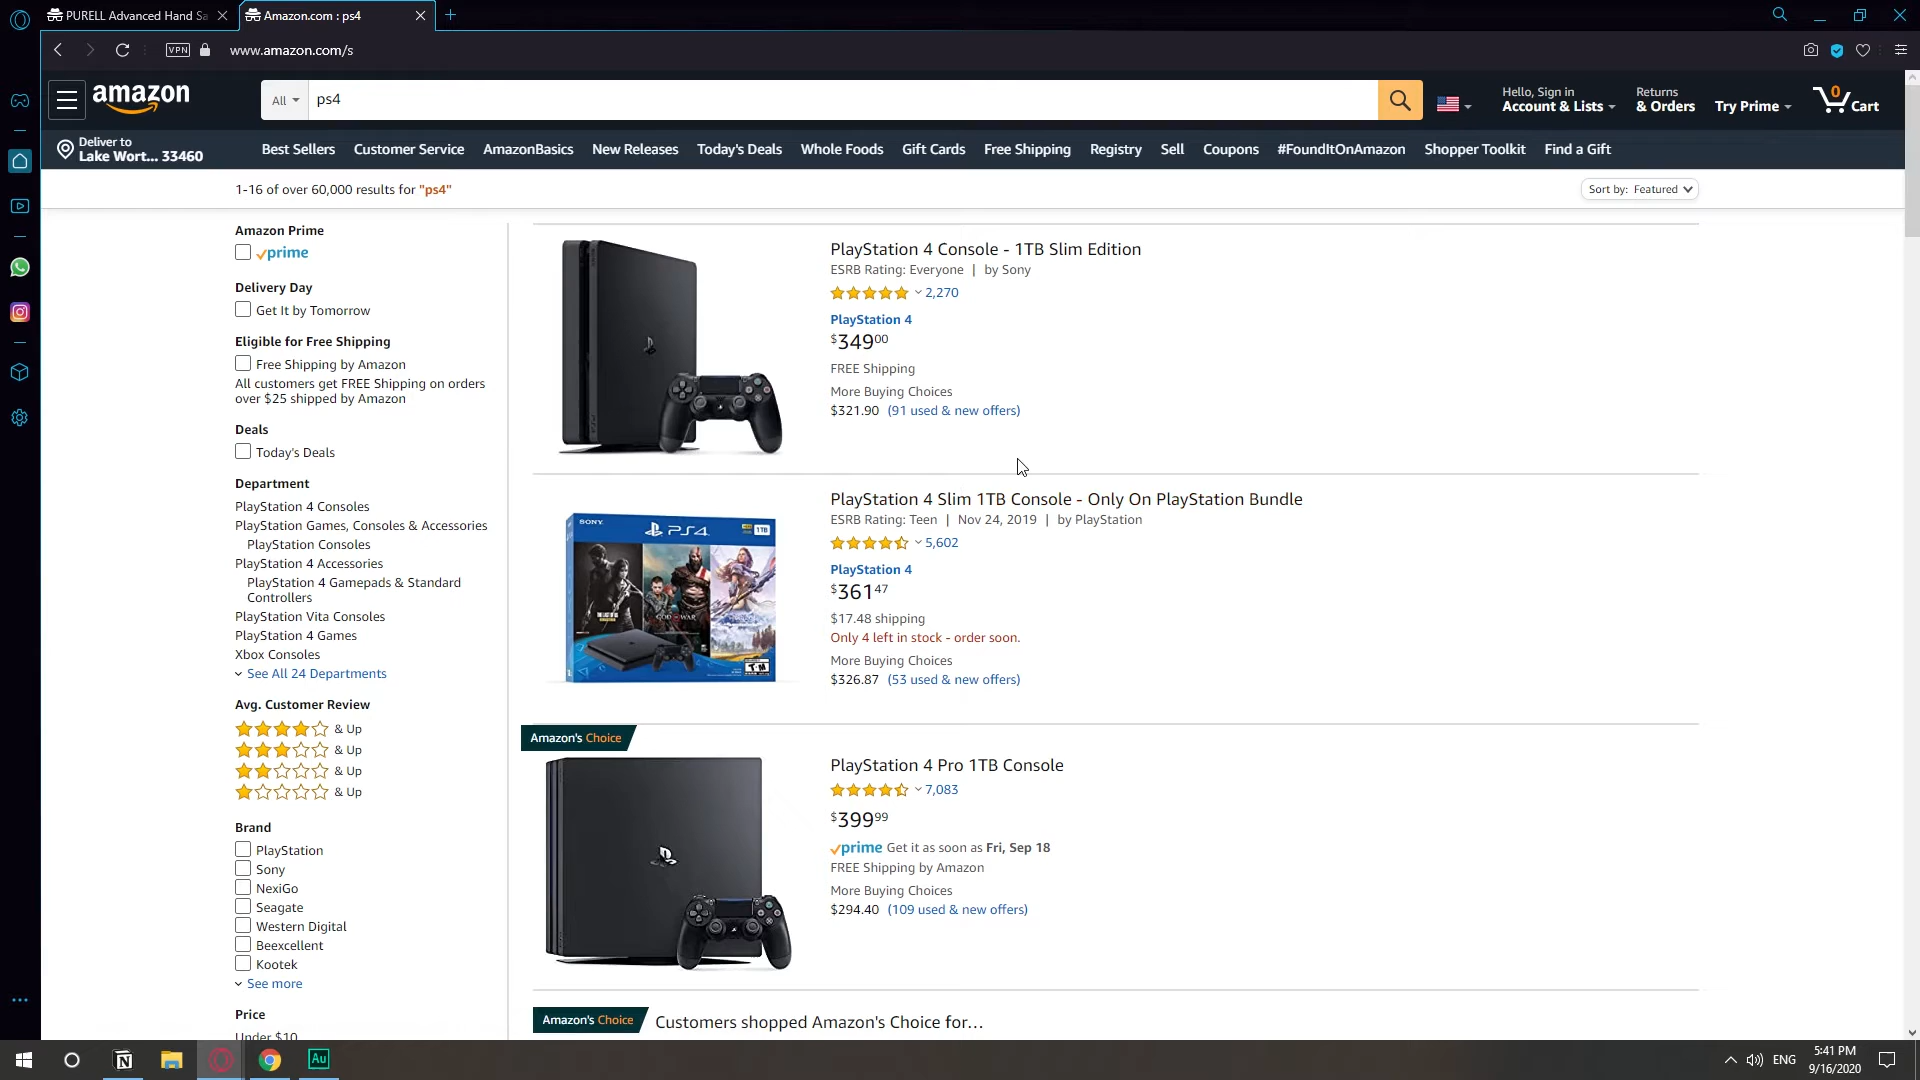 PURELL Advanced Hand Sa
Amazon.com : ps4
VPN
www.amazon.com/s
amazon
All
ps4
Hello, Sign in
Account & Lists
Returns
& Orders
Try Prime
0
Cart
Deliver to
Lake Wort... 33460
Best Sellers
Customer Service
AmazonBasics
New Releases
Today's Deals
Whole Foods
Gift Cards
Free Shipping
Registry
Sell
Coupons
#FoundItOnAmazon
Shopper Toolkit
Find a Gift
1-16 of over 60,000 results for "ps4"
Sort by: Featured
Amazon Prime
prime
Delivery Day
Get It by Tomorrow
Eligible for Free Shipping
Free Shipping by Amazon
All customers get FREE Shipping on orders
over $25 shipped by Amazon
Deals
Today's Deals
Department
PlayStation 4 Consoles
PlayStation Games, Consoles & Accessories
PlayStation Consoles
PlayStation 4 Accessories
PlayStation 4 Gamepads & Standard
Controllers
PlayStation Vita Consoles
PlayStation 4 Games
Xbox Consoles
See All 24 Departments
Avg. Customer Review
& Up
& Up
& Up
& Up
Brand
PlayStation
Sony
NexiGo
Seagate
Western Digital
Beexcellent
Kootek
See more
Price
Under $10
PlayStation 4 Console - 1TB Slim Edition
ESRB Rating: Everyone | by Sony
2,270
PlayStation 4
$34900
FREE Shipping
More Buying Choices
$321.90 (91 used & new offers)
SONY
PS4
1TB
THE LAST OF US
GOD OF WAR
PlayStation 4 Slim 1TB Console - Only On PlayStation Bundle
ESRB Rating: Teen | Nov 24, 2019 | by PlayStation
5,602
PlayStation 4
$36147
$17.48 shipping
Only 4 left in stock - order soon.
More Buying Choices
$326.87 (53 used & new offers)
Amazon's Choice
PlayStation 4 Pro 1TB Console
7,083
$39999
prime Get it as soon as Fri, Sep 18
FREE Shipping by Amazon
More Buying Choices
$294.40 (109 used & new offers)
Amazon's Choice
Customers shopped Amazon's Choice for…
Au
ENG
5:41 PM
9/16/2020